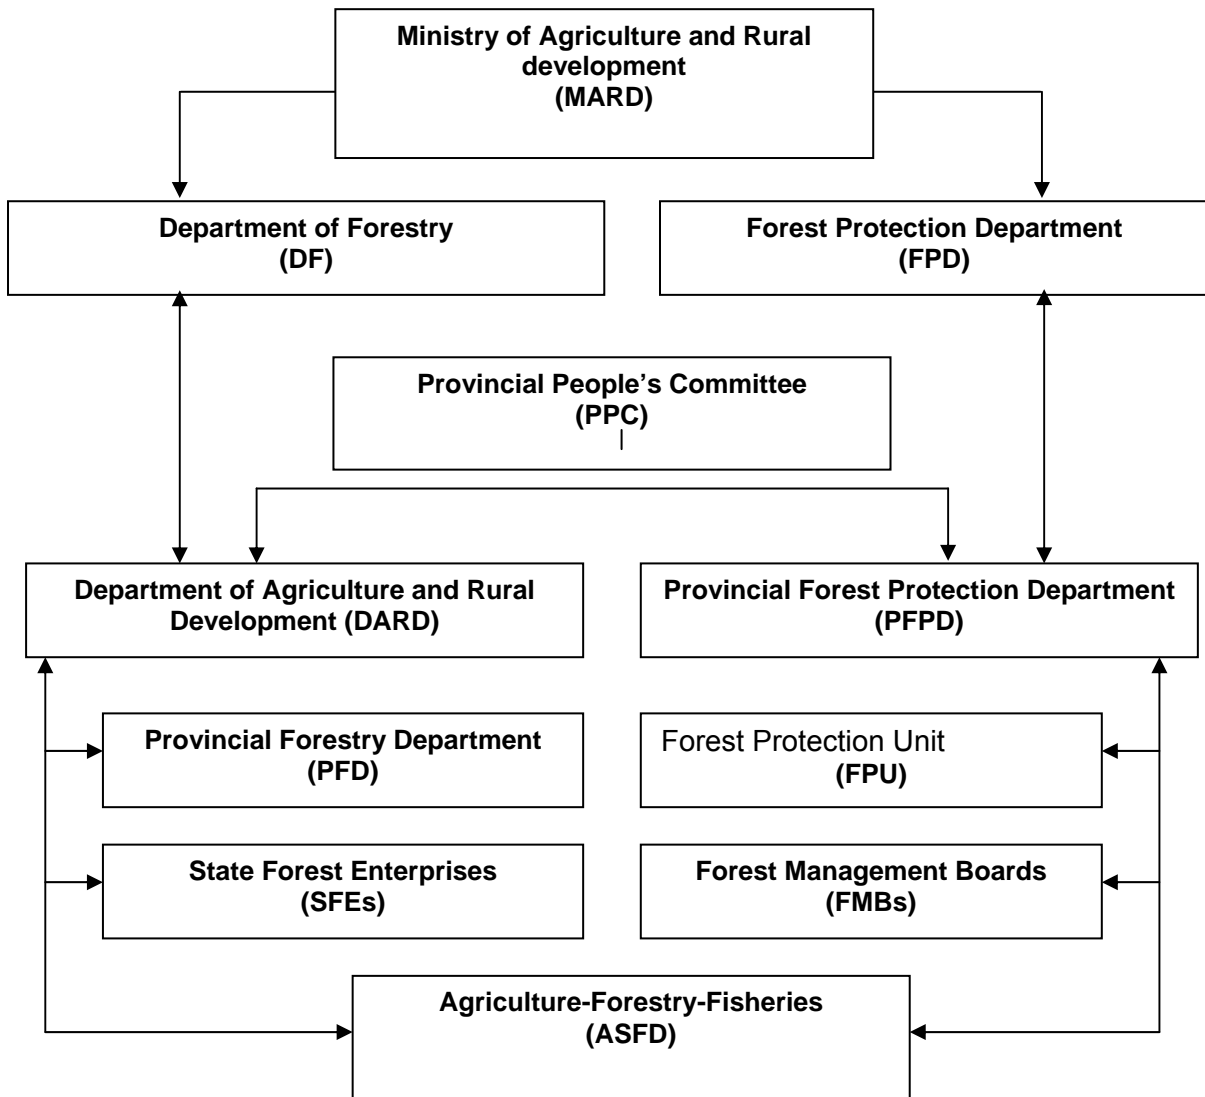 Ministry of Agriculture and Rural
development
(MARD)
Department of Forestry
(DF)
Forest Protection Department
(FPD)
Provincial People’s Committee
(PPC)
Department of Agriculture and Rural
Development (DARD)
Provincial Forest Protection Department
(PFPD)
Provincial Forestry Department
(PFD)
Forest Protection Unit
(FPU)
State Forest Enterprises
(SFEs)
Forest Management Boards
(FMBs)
Agriculture-Forestry-Fisheries
(ASFD)